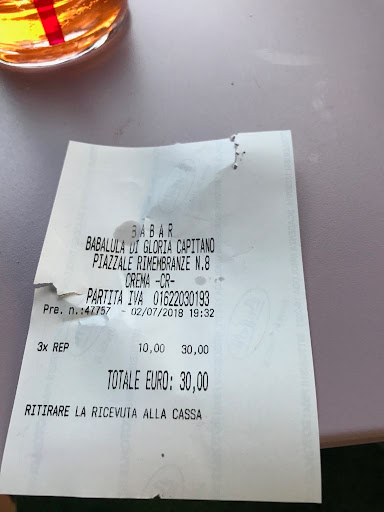 BABAR
BABALULA DI GLORIA CAPITANO
PIAZZALE RIMEMBRANZE N.8
CREMA -CR-
PARTITA IVA 01622030193
Pre. n.:47757 - 02/07/2018 19:32
3x REP 10,00 30,00
TOTALE EURO: 30,00
RITIRARE LA RICEVUTA ALLA CASSA